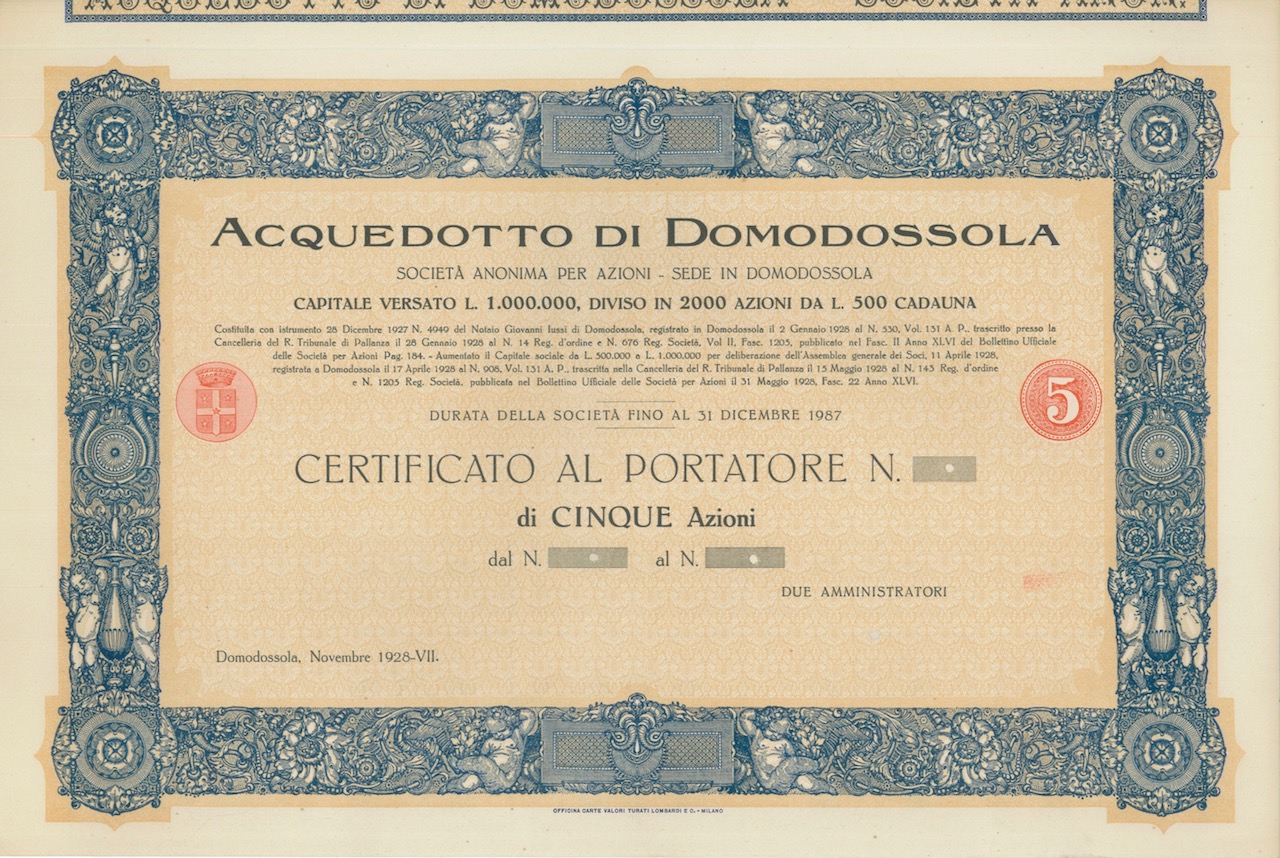 ACQUEDOTTO DI DOMODOSSOLA
SOCIETÀ ANONIMA PER AZIONI - SEDE IN DOMODOSSOLA
CAPITALE VERSATO L. 1.000.000, DIVISO IN 2000 AZIONI DA L. 500 CADAUNA
Costituita con istrumento 28 Dicembre 1927 N. 4949 del Notaio Giovanni Iussi di Domodossola, registrato in Domodossola il 2 Gennaio 1928 al N. 530, Vol. 131 A. P., trascritto presso la
Cancelleria del R. Tribunale di Pallanza il 28 Gennaio 1928 al N. 14 Reg. d'ordine e N. 676 Reg. Società, Vol II, Fasc. 1205, pubblicato nel Fasc. II Anno XLVI del Bollettino Ufficiale
delle Società per Azioni Pag. 184. - Aumentato il Capitale sociale da L. 500.000 a L. 1.000.000 per deliberazione dell'Assemblea generale dei Soci, 11 Aprile 1928,
registrata a Domodossola il 17 Aprile 1928 al N. 908, Vol. 131 A. P., trascritta nella Cancelleria del R. Tribunale di Pallanza il 15 Maggio 1928 al N. 143 Reg. d'ordine
e N. 1205 Reg. Società, pubblicata nel Bollettino Ufficiale delle Società per Azioni il 31 Maggio 1928, Fasc. 22 Anno XLVI.
5
DURATA DELLA SOCIETÀ FINO AL 31 DICEMBRE 1987
CERTIFICATO AL PORTATORE N.
di CINQUE Azioni
dal N. al N.
DUE AMMINISTRATORI
Domodossola, Novembre 1928-VII.
OFFICINA CARTE VALORI TURATI LOMBARDI E C. - MILANO